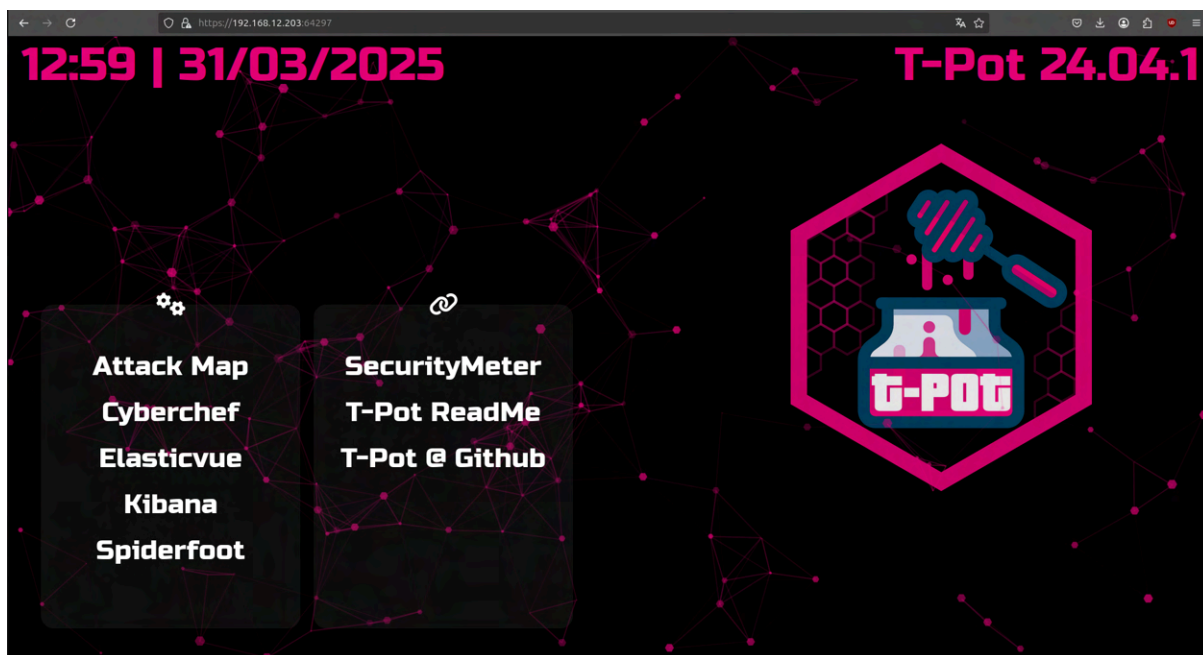 https://192.168.12.203:64297
12:59 | 31/03/2025
T-Pot 24.04.1
Attack Map
Cyberchef
Elasticvue
Kibana
Spiderfoot
SecurityMeter
T-Pot ReadMe
T-Pot @ Github
t-pot